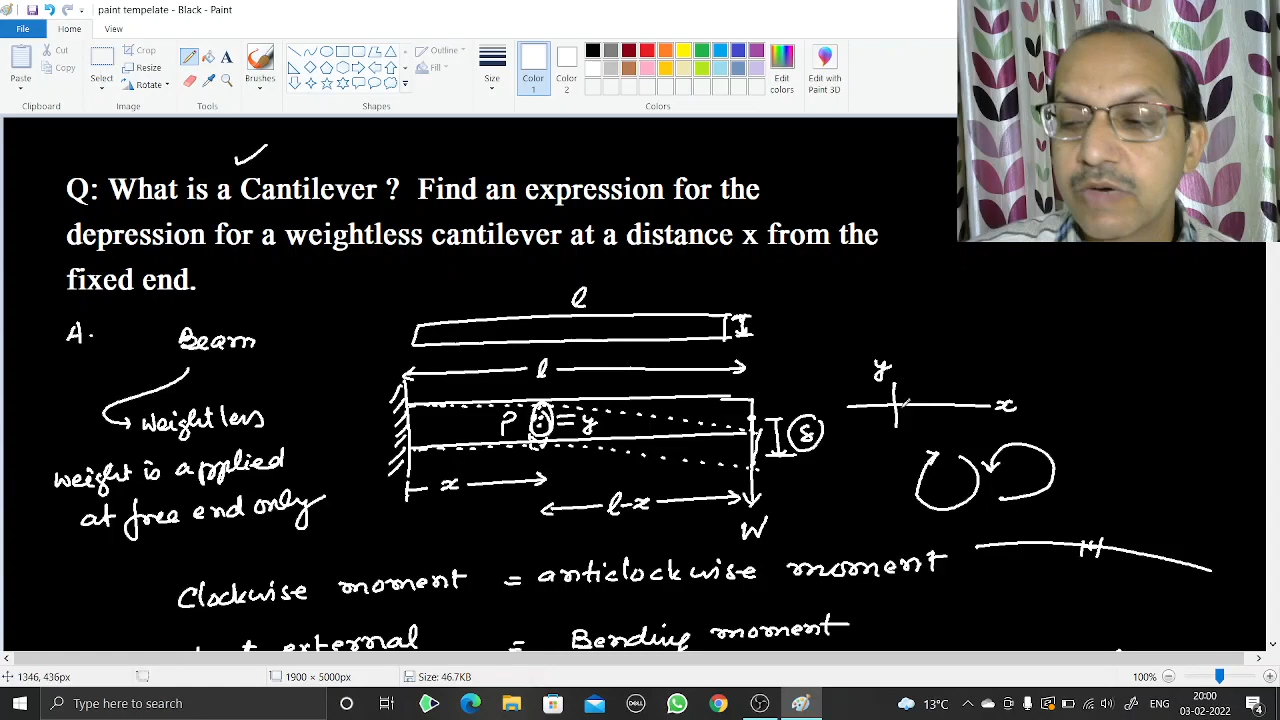 paint template - Black - Paint
File Home View
Paste Cut Copy Select Crop Resize Rotate Brushes Outline Fill Size Color 1 Color 2 Edit colors Edit with Paint 3D
Clipboard Image Tools Shapes Colors
Q: What is a Cantilever ? Find an expression for the
depression for a weightless cantilever at a distance x from the
fixed end.
l
A. Beam
l
y
x
weightless
P = y δ
weight is applied
x
at free end only
l-x
W
Clockwise moment = anticlockwise moment
external = Bending moment
1346, 436px 1900 × 5000px Size: 46.7KB 100%
Type here to search DELL 13°C ENG 20:00
03-02-2022